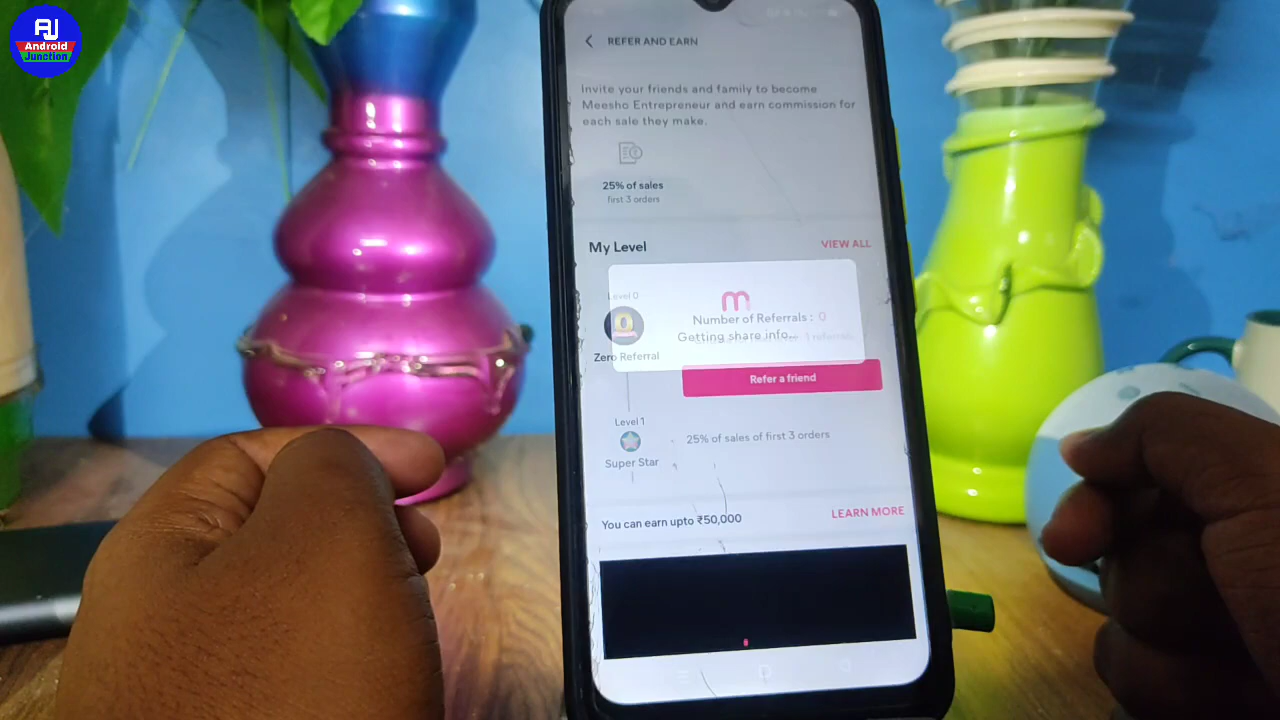 AJ
Android
Junction
REFER AND EARN
Invite your friends and family to become
Meesho Entrepreneur and earn commission for
each sale they make.
25% of sales
first 3 orders
My Level
VIEW ALL
Level 0
Number of Referrals : 0
Getting share info...
referrals
Zero Referral
Refer a friend
Level 1
25% of sales of first 3 orders
Super Star
You can earn upto ₹50,000
LEARN MORE